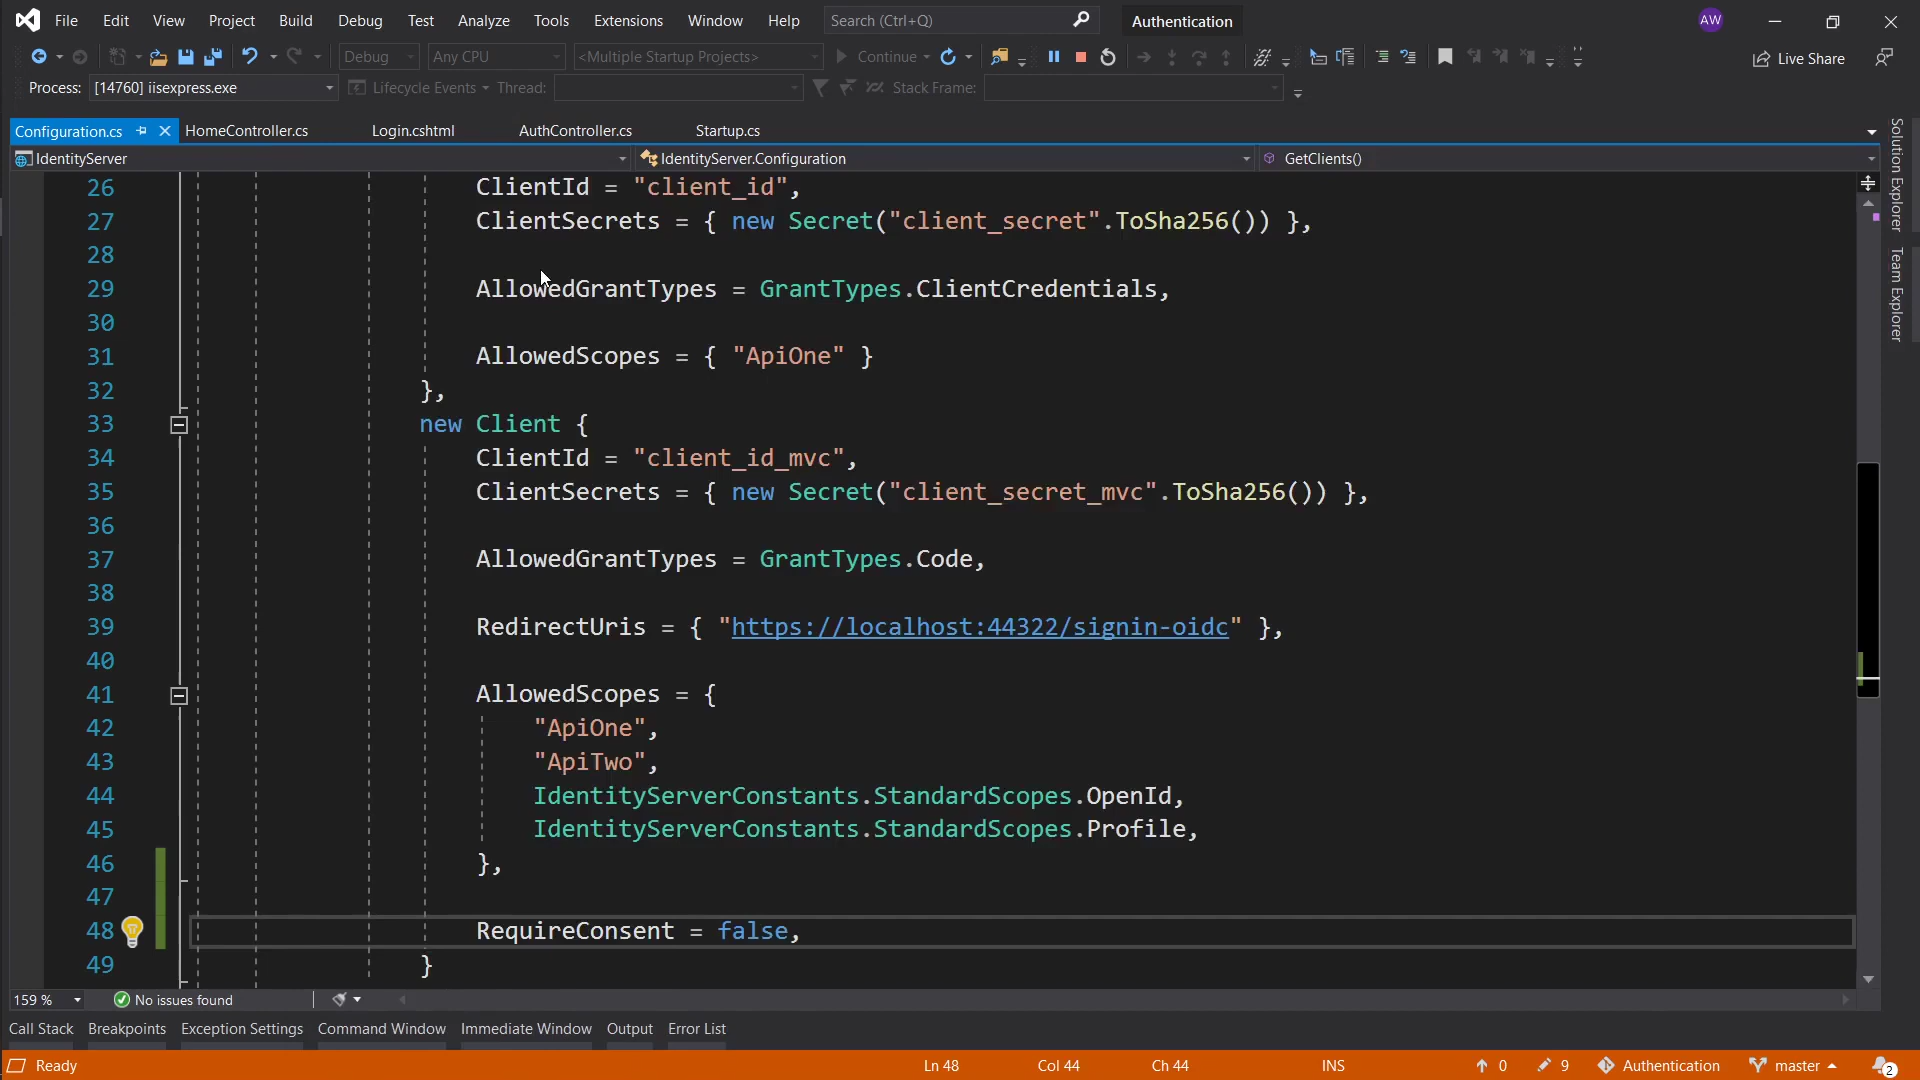 File Edit View Project Build Debug Test Analyze Tools Extensions Window Help Search (Ctrl+Q) Authentication AW
Debug Any CPU <Multiple Startup Projects> Continue Live Share
Process: [14760] iisexpress.exe Lifecycle Events Thread: Stack Frame:
Configuration.cs HomeController.cs Login.cshtml AuthController.cs Startup.cs
IdentityServer IdentityServer.Configuration GetClients()
26 ClientId = "client_id",
27 ClientSecrets = { new Secret("client_secret".ToSha256()) },
28
29 AllowedGrantTypes = GrantTypes.ClientCredentials,
30
31 AllowedScopes = { "ApiOne" }
32 },
33 new Client {
34 ClientId = "client_id_mvc",
35 ClientSecrets = { new Secret("client_secret_mvc".ToSha256()) },
36
37 AllowedGrantTypes = GrantTypes.Code,
38
39 RedirectUris = { "https://localhost:44322/signin-oidc" },
40
41 AllowedScopes = {
42 "ApiOne",
43 "ApiTwo",
44 IdentityServerConstants.StandardScopes.OpenId,
45 IdentityServerConstants.StandardScopes.Profile,
46 },
47
48 RequireConsent = false,
49 }
Solution Explorer
Team Explorer
159 % No issues found
Call Stack Breakpoints Exception Settings Command Window Immediate Window Output Error List
Ready Ln 48 Col 44 Ch 44 INS 0 9 Authentication master 2